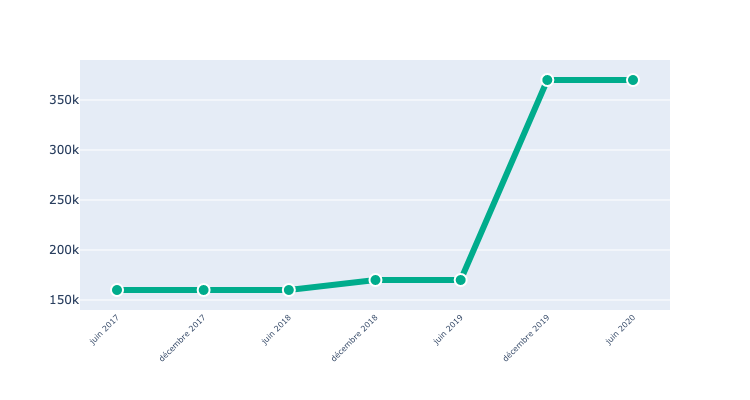 350k
300k
250k
200k
150k
juin 2017
décembre 2017
juin 2018
décembre 2018
juin 2019
décembre 2019
juin 2020